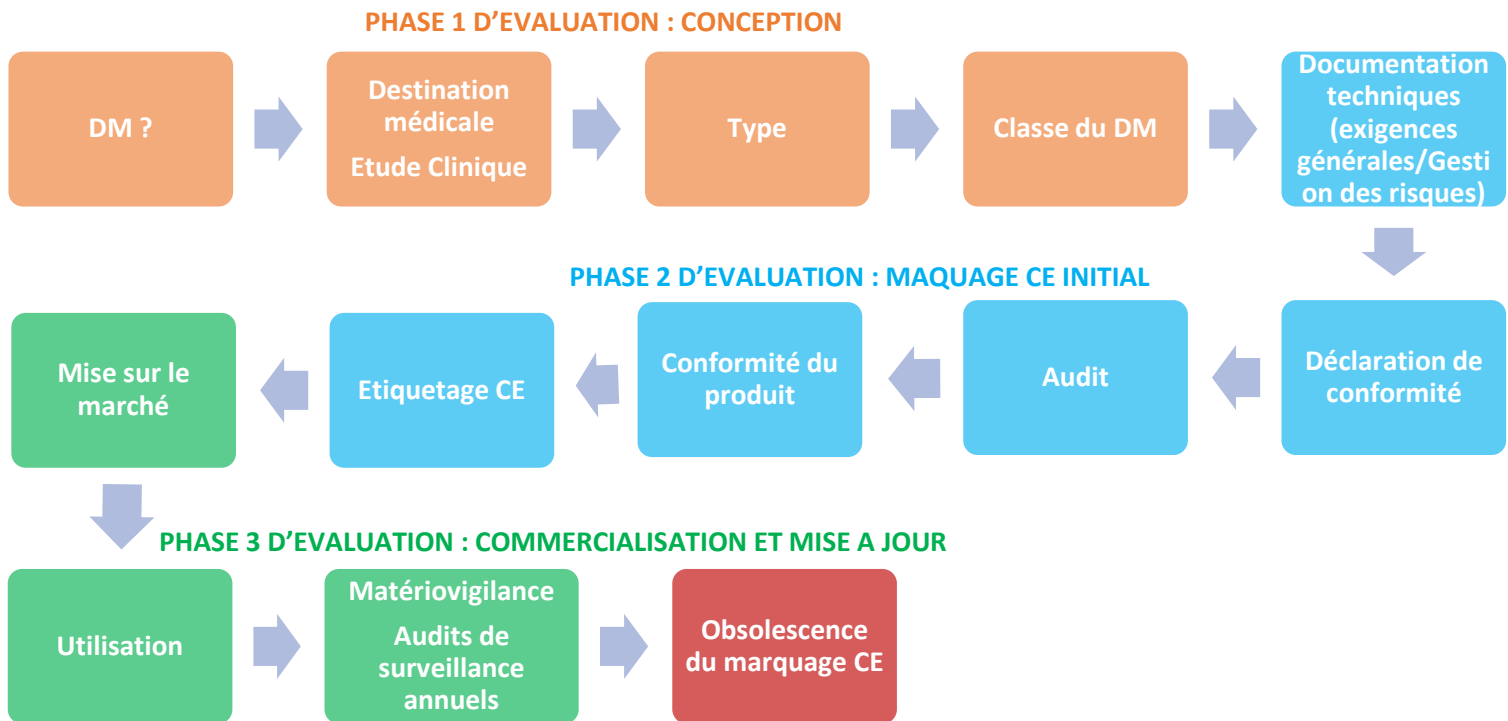 PHASE 1 D'EVALUATION : CONCEPTION
DM ?
Destination
médicale
Etude Clinique
Type
Classe du DM
Documentation
techniques
(exigences
générales/Gesti
on des risques)
PHASE 2 D'EVALUATION : MAQUAGE CE INITIAL
Déclaration de
conformité
Audit
Conformité du
produit
Etiquetage CE
Mise sur le
marché
PHASE 3 D'EVALUATION : COMMERCIALISATION ET MISE A JOUR
Utilisation
Matériovigilance
Audits de
surveillance
annuels
Obsolescence
du marquage CE